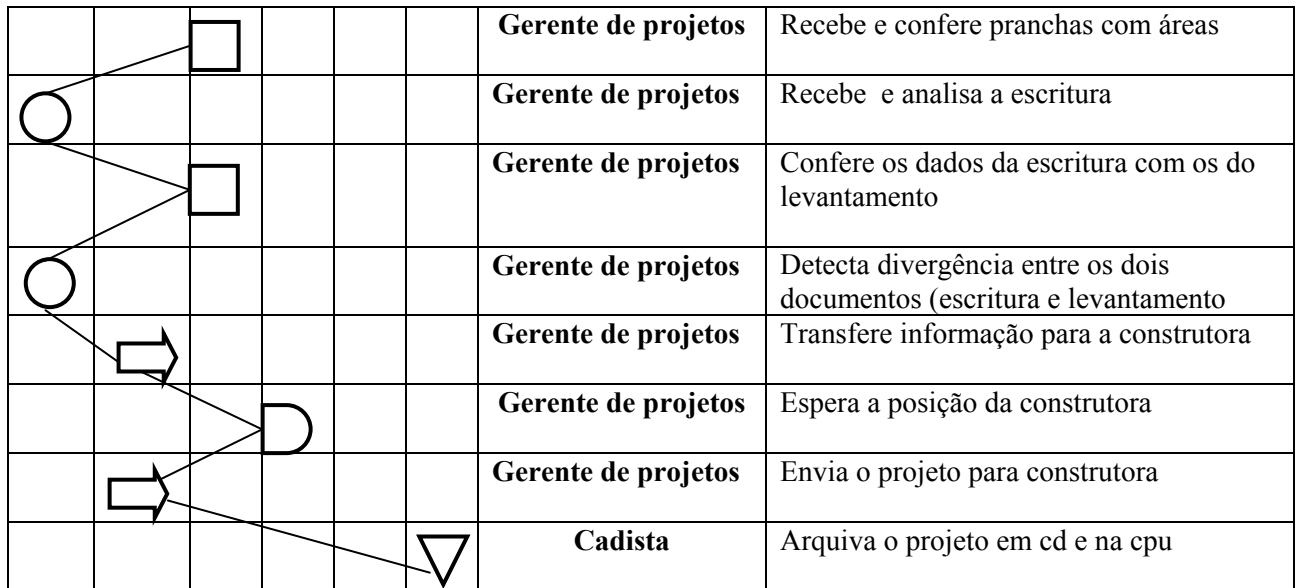 Gerente de projetos Recebe e confere pranchas com áreas
Gerente de projetos Recebe e analisa a escritura
Gerente de projetos Confere os dados da escritura com os do
levantamento
Gerente de projetos Detecta divergência entre os dois
documentos (escritura e levantamento
Gerente de projetos Transfere informação para a construtora
Gerente de projetos Espera a posição da construtora
Gerente de projetos Envia o projeto para construtora
Cadista Arquiva o projeto em cd e na cpu